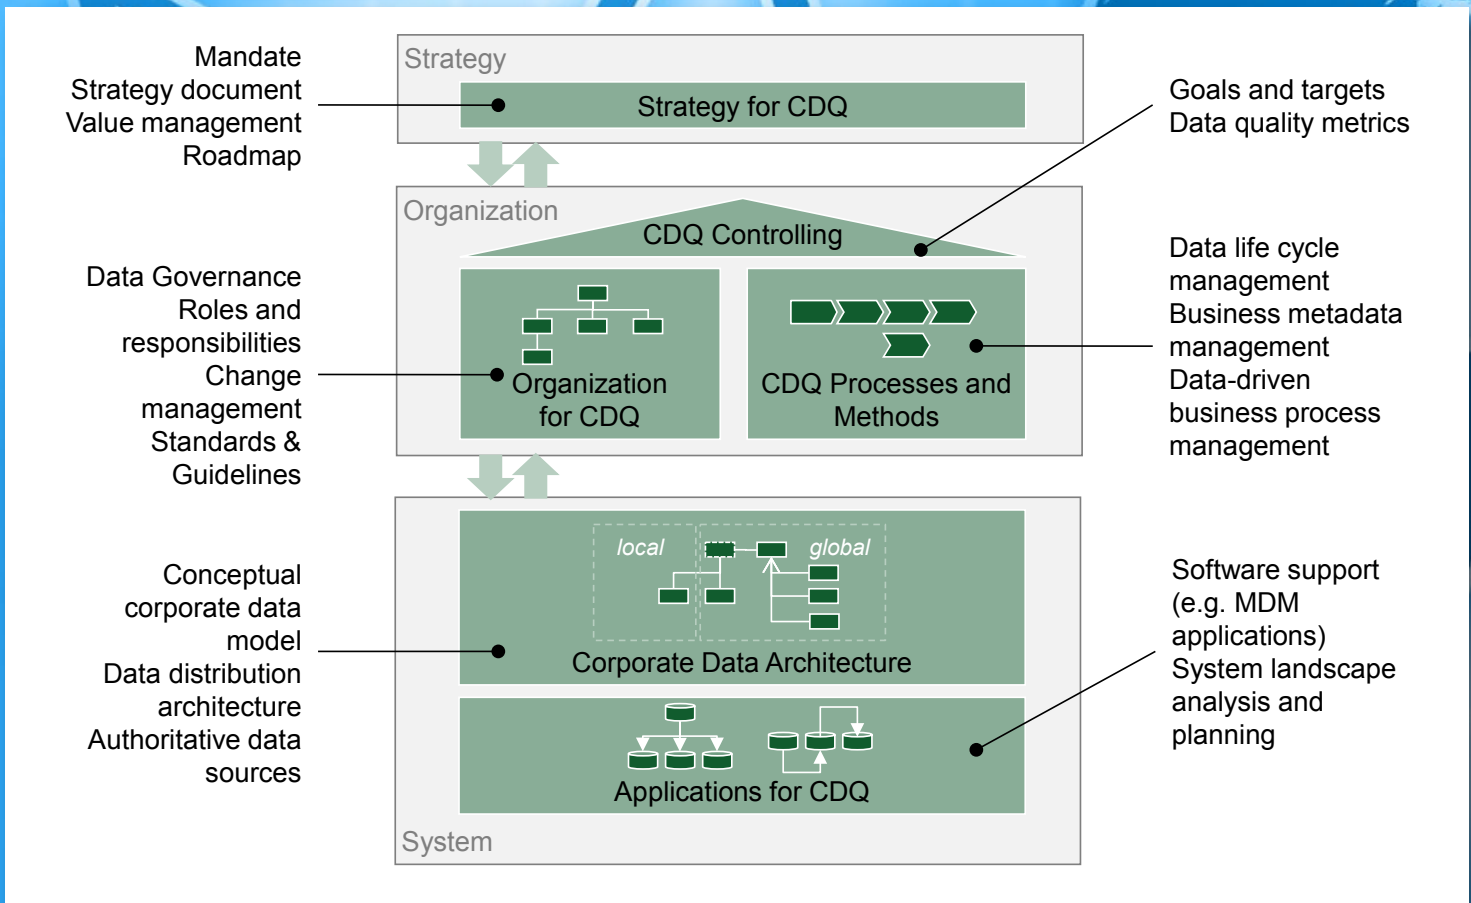 Mandate
Strategy document
Value management
Roadmap
Strategy
Strategy for CDQ
Goals and targets
Data quality metrics
Organization
CDQ Controlling
Data Governance
Roles and
responsibilities
Change
management
Standards &
Guidelines
Organization
for CDQ
CDQ Processes and
Methods
Data life cycle
management
Business metadata
management
Data-driven
business process
management
Conceptual
corporate data
model
Data distribution
architecture
Authoritative data
sources
local
global
Corporate Data Architecture
Applications for CDQ
System
Software support
(e.g. MDM
applications)
System landscape
analysis and
planning